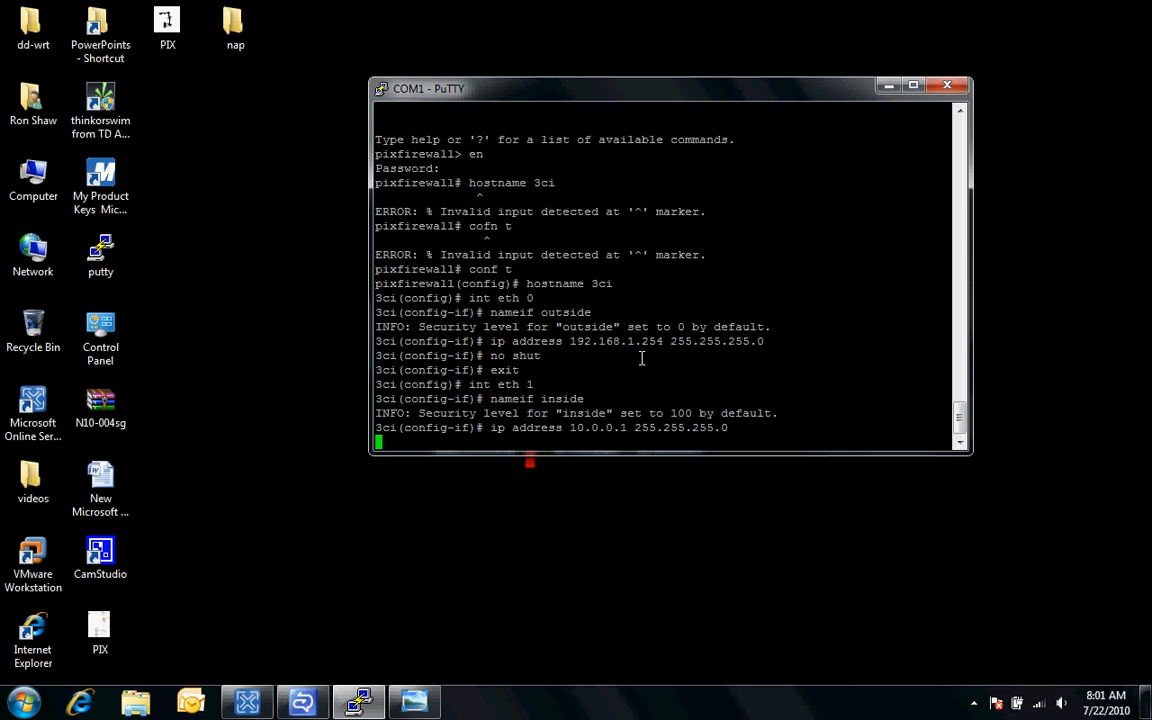 dd-wrt
PowerPoints
- Shortcut
PIX
nap
Ron Shaw
thinkorswim
from TD A...
Computer
My Product
Keys Mic...
Network
putty
Recycle Bin
Control
Panel
Microsoft
Online Ser...
N10-004sg
videos
New
Microsoft ...
VMware
Workstation
CamStudio
Internet
Explorer
PIX
COM1 - PuTTY
Type help or '?' for a list of available commands.
pixfirewall> en
Password:
pixfirewall# hostname 3ci
^
ERROR: % Invalid input detected at '^' marker.
pixfirewall# cofn t
^
ERROR: % Invalid input detected at '^' marker.
pixfirewall# conf t
pixfirewall(config)# hostname 3ci
3ci(config)# int eth 0
3ci(config-if)# nameif outside
INFO: Security level for "outside" set to 0 by default.
3ci(config-if)# ip address 192.168.1.254 255.255.255.0
3ci(config-if)# no shut
3ci(config-if)# exit
3ci(config)# int eth 1
3ci(config-if)# nameif inside
INFO: Security level for "inside" set to 100 by default.
3ci(config-if)# ip address 10.0.0.1 255.255.255.0
8:01 AM
7/22/2010